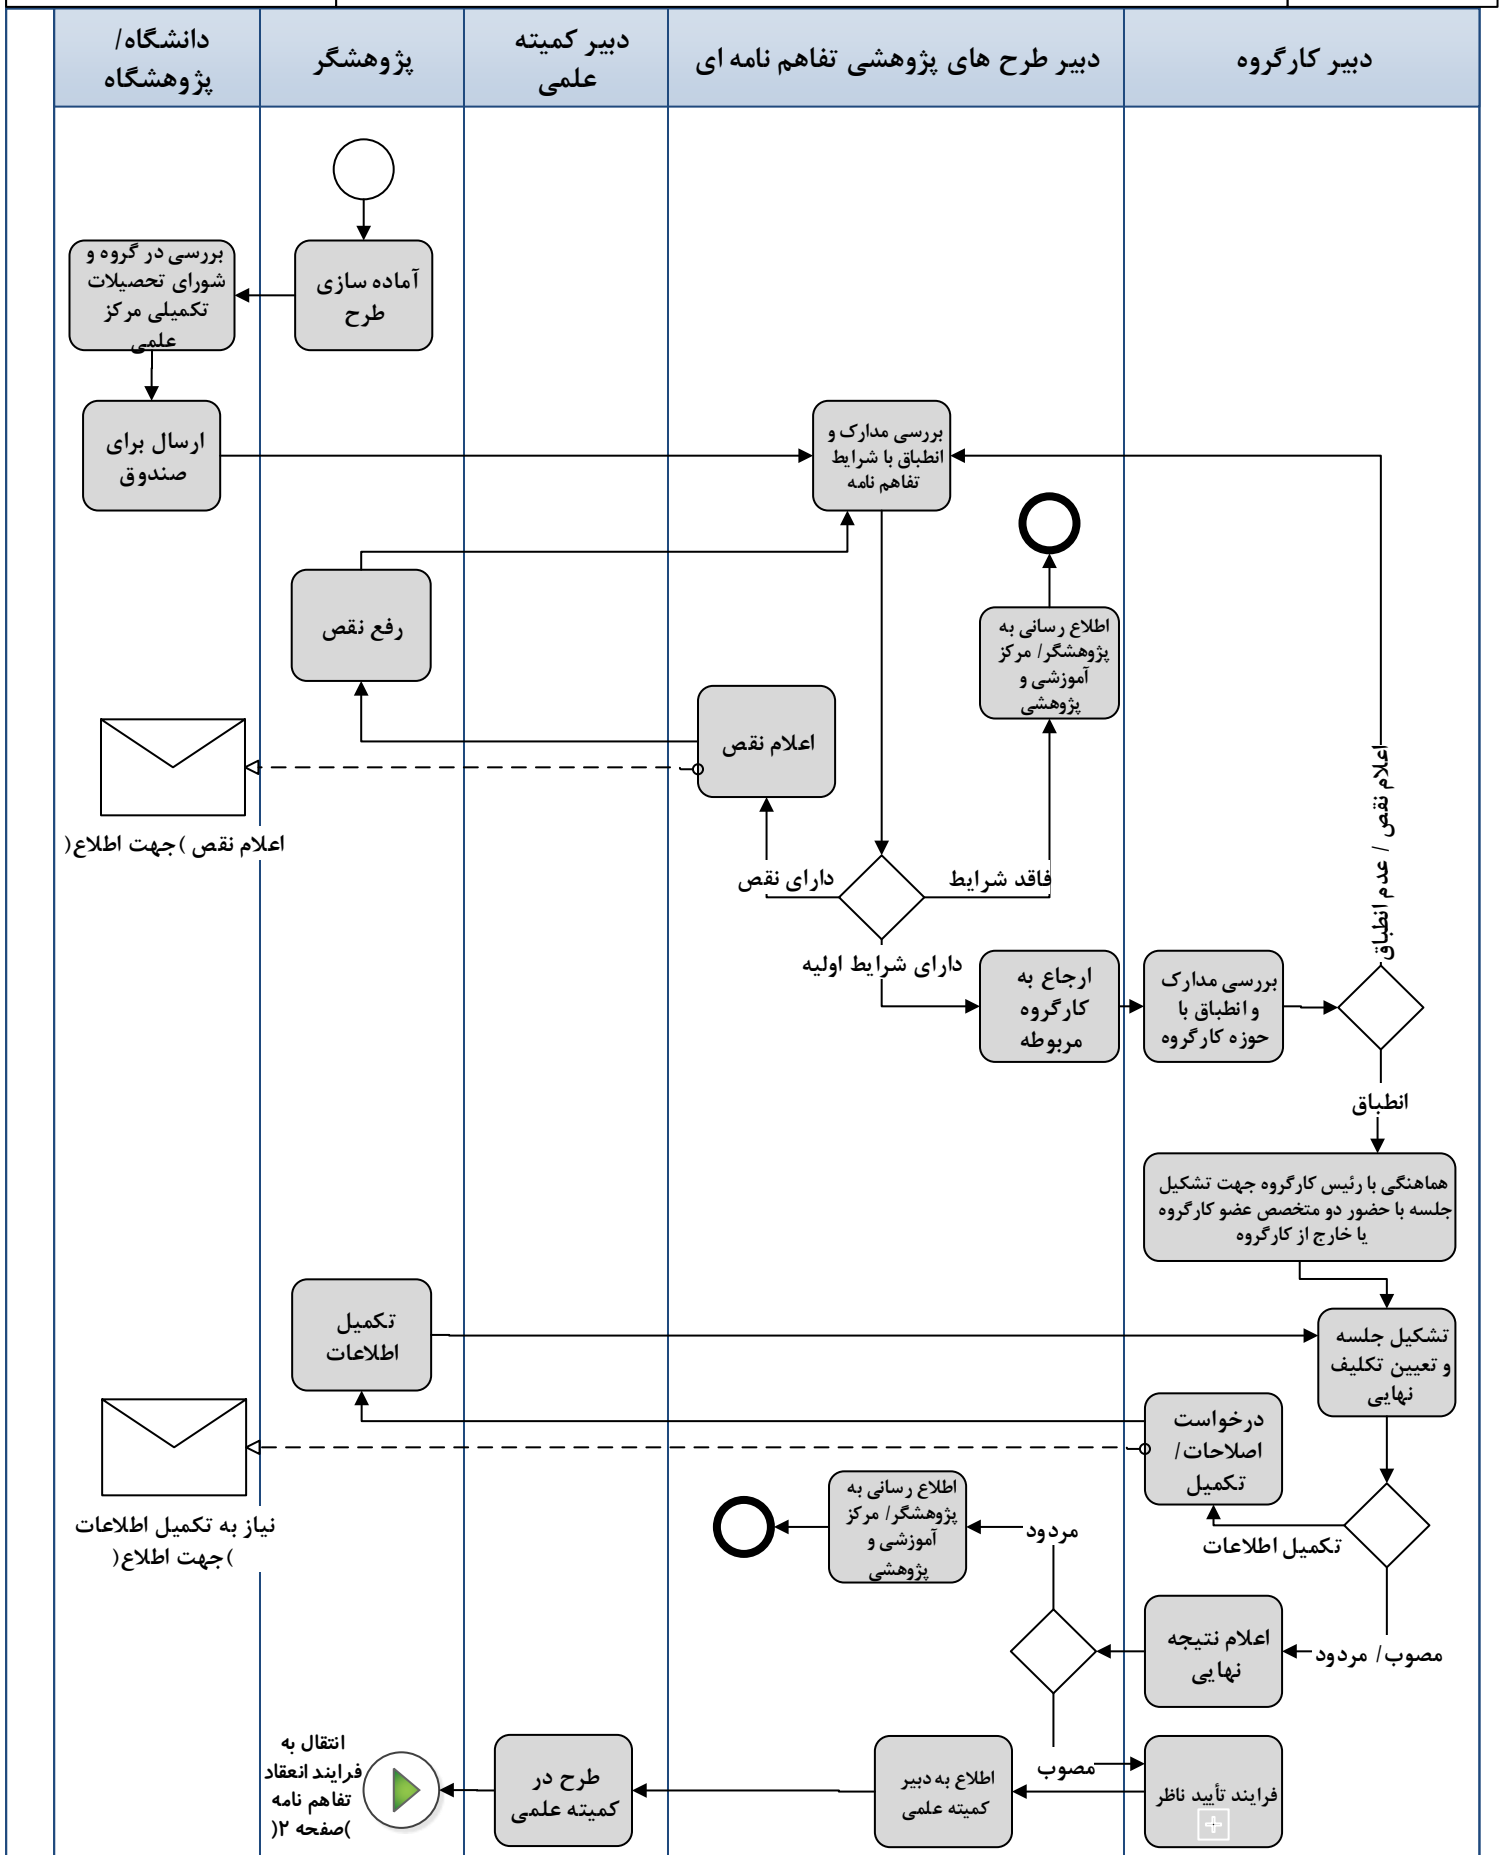 دبیر کارگروه
دبیر طرح های پژوهشی تفاهم نامه ای
دبیر کمیته
علمی
پژوهشگر
دانشگاه/
پژوهشگاه
آماده سازی
طرح
بررسی در گروه و
شورای تحصیلات
تکمیلی مرکز
علمی
ارسال برای
صندوق
بررسی مدارک و
انطباق با شرایط
تفاهم نامه
رفع نقص
اطلاع رسانی به
پژوهشگر/ مرکز
آموزشی و
پژوهشی
اعلام نقص
اعلام نقص )جهت اطلاع(
اعلام نقص / عدم انطباق
فاقد شرایط
دارای نقص
دارای شرایط اولیه
ارجاع به
کارگروه
مربوطه
بررسی مدارک
و انطباق با
حوزه کارگروه
انطباق
هماهنگی با رئیس کارگروه جهت تشکیل
جلسه با حضور دو متخصص عضو کارگروه
یا خارج از کارگروه
تکمیل
اطلاعات
تشکیل جلسه
و تعیین تکلیف
نهایی
درخواست
اصلاحات/
تکمیل
نیاز به تکمیل اطلاعات
)جهت اطلاع(
تکمیل اطلاعات
مردود
اطلاع رسانی به
پژوهشگر/ مرکز
آموزشی و
پژوهشی
مصوب/ مردود
اعلام نتیجه
نهایی
مصوب
فرایند تأیید ناظر
اطلاع به دبیر
کمیته علمی
طرح در
کمیته علمی
انتقال به
فرایند انعقاد
تفاهم نامه
)صفحه ۲(